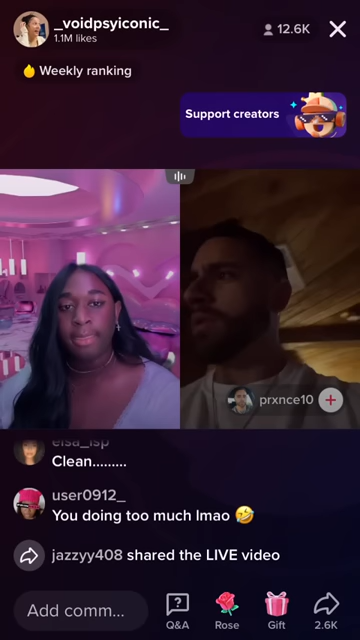 _voidpsyiconic_
1.1M likes
12.6K
Weekly ranking
Support creators
prxnce10
elsa_lsp
Clean.........
user0912_
You doing too much lmao 🤣
jazzyy408 shared the LIVE video
Add comm...
Q&A
Rose
Gift
2.6K